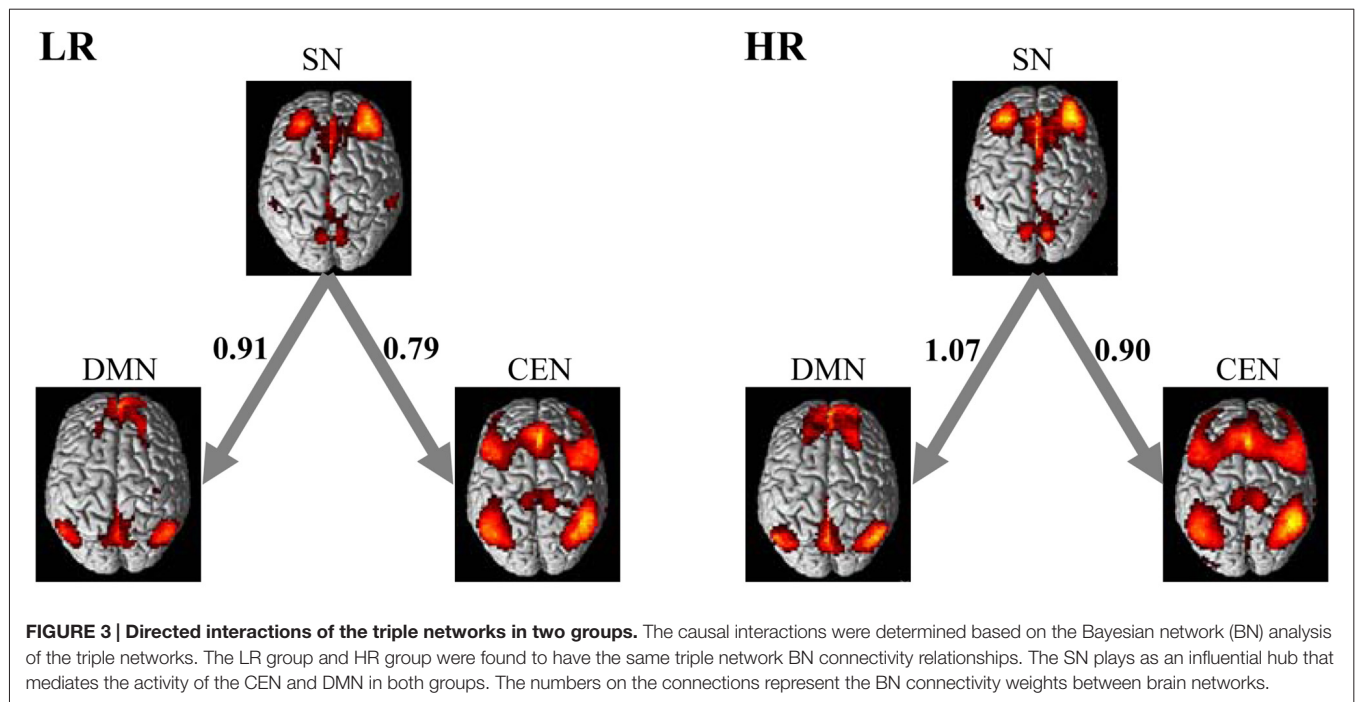 LR
HR
SN
SN
0.91
0.79
1.07
0.90
DMN
CEN
DMN
CEN
FIGURE 3 | Directed interactions of the triple networks in two groups. The causal interactions were determined based on the Bayesian network (BN) analysis
of the triple networks. The LR group and HR group were found to have the same triple network BN connectivity relationships. The SN plays as an influential hub that
mediates the activity of the CEN and DMN in both groups. The numbers on the connections represent the BN connectivity weights between brain networks.